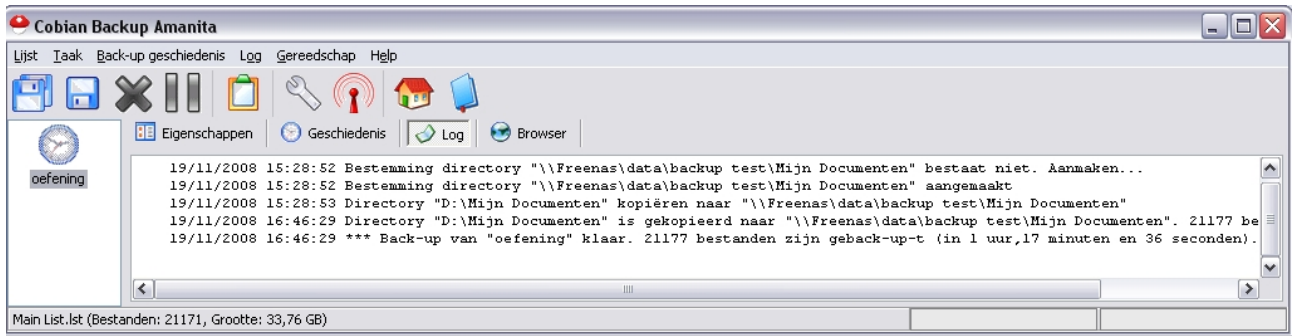 Cobian Backup Amanita
Lijst Taak Back-up geschiedenis Log Gereedschap Help
Eigenschappen Geschiedenis Log Browser
oefening
19/11/2008 15:28:52 Bestemming directory "\\Freenas\data\backup test\Mijn Documenten" bestaat niet. Aanmaken...
19/11/2008 15:28:52 Bestemming directory "\\Freenas\data\backup test\Mijn Documenten" aangemaakt
19/11/2008 15:28:53 Directory "D:\Mijn Documenten" kopiëren naar "\\Freenas\data\backup test\Mijn Documenten"
19/11/2008 16:46:29 Directory "D:\Mijn Documenten" is gekopieerd naar "\\Freenas\data\backup test\Mijn Documenten". 21177 be
19/11/2008 16:46:29 *** Back-up van "oefening" klaar. 21177 bestanden zijn geback-up-t (in 1 uur,17 minuten en 36 seconden).
Main List.lst (Bestanden: 21171, Grootte: 33,76 GB)